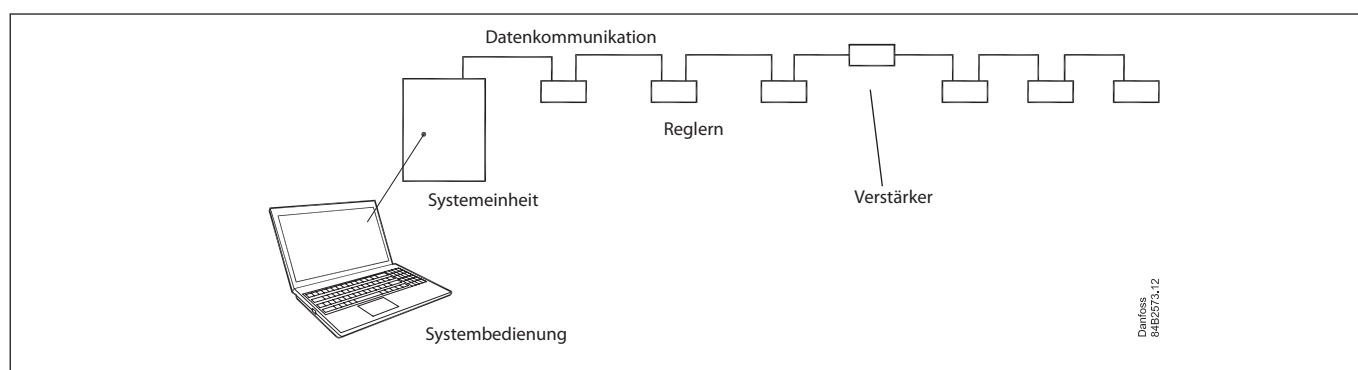 Datenkommunikation
Reglern
Systemeinheit
Verstärker
Systembedienung
Danfoss
84B2573.12